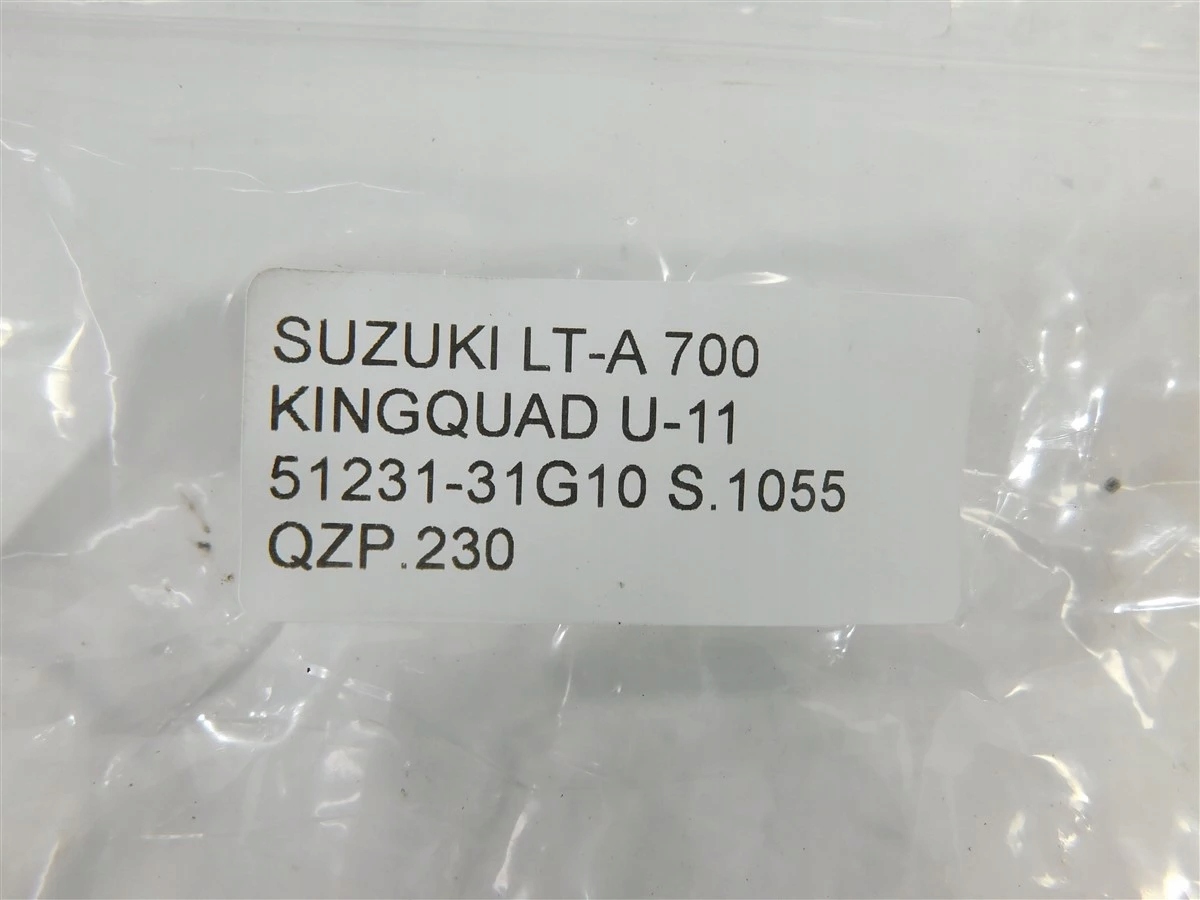 SUZUKI LT-A 700
KINGQUAD U-11
51231-31G10 S.1055
QZP.230